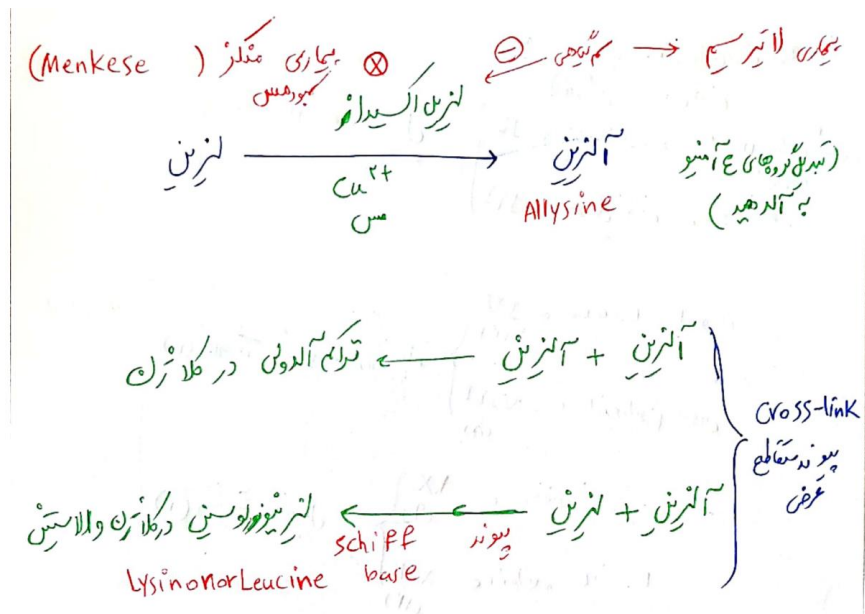 بیماری لاتیریسم → سم گیاهی ⊖ ⊗ بیماری منکز (Menkese)
کمبود مس
لیزیل اکسیداز
لیزین → آلیزین (تبدیل گروه‌های ع آمینو
Cu²⁺ Allysine به آلدهید)
مس
آلیزین + آلیزین ← تراکم آلدولی در کلاژن
Cross-link
پیوند متقاطع
عرضی
آلیزین + لیزین ← پیوند schiff base لیزینونورلوسین در کلاژن و الاستین
Lysinonorleucine